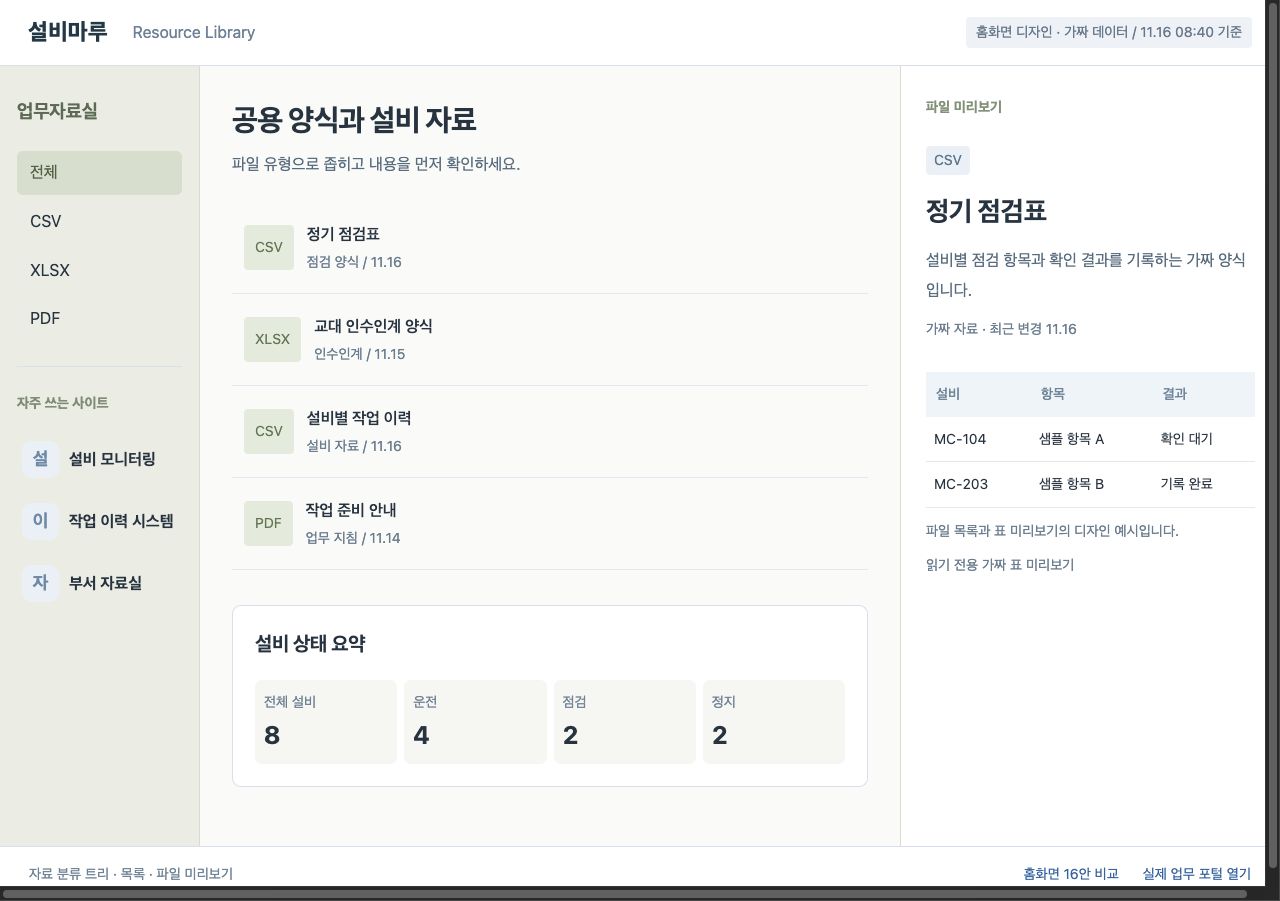 설비마루
Resource Library
홈화면 디자인 · 가짜 데이터 / 11.16 08:40 기준
업무자료실
전체
CSV
XLSX
PDF
자주 쓰는 사이트
설 설비 모니터링
이 작업 이력 시스템
자 부서 자료실
공용 양식과 설비 자료
파일 유형으로 좁히고 내용을 먼저 확인하세요.
CSV
정기 점검표
점검 양식 / 11.16
XLSX
교대 인수인계 양식
인수인계 / 11.15
CSV
설비별 작업 이력
설비 자료 / 11.16
PDF
작업 준비 안내
업무 지침 / 11.14
설비 상태 요약
전체 설비
8
운전
4
점검
2
정지
2
파일 미리보기
CSV
정기 점검표
설비별 점검 항목과 확인 결과를 기록하는 가짜 양식
입니다.
가짜 자료 · 최근 변경 11.16
설비 항목 결과
MC-104 샘플 항목 A 확인 대기
MC-203 샘플 항목 B 기록 완료
파일 목록과 표 미리보기의 디자인 예시입니다.
읽기 전용 가짜 표 미리보기
자료 분류 트리 · 목록 · 파일 미리보기
홈화면 16안 비교
실제 업무 포털 열기